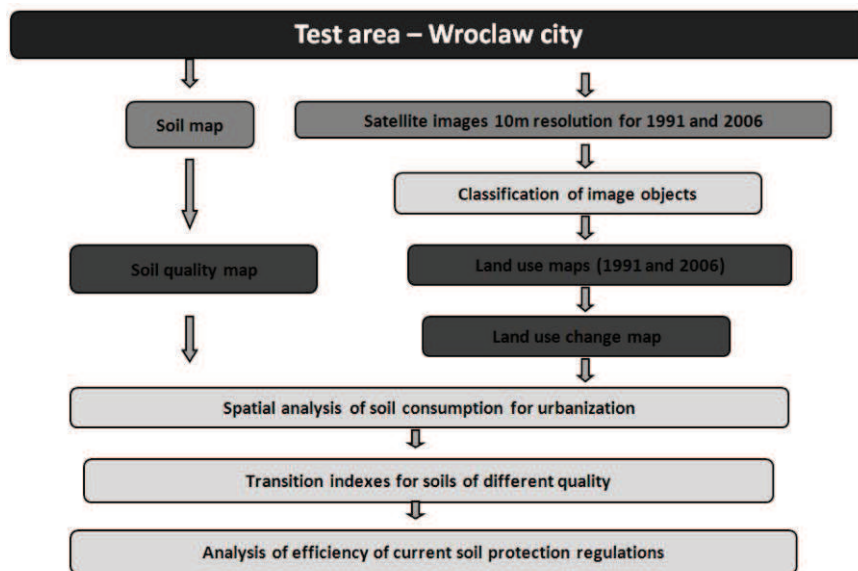 Test area – Wroclaw city
Soil map
Satellite images 10m resolution for 1991 and 2006
Classification of image objects
Soil quality map
Land use maps (1991 and 2006)
Land use change map
Spatial analysis of soil consumption for urbanization
Transition indexes for soils of different quality
Analysis of efficiency of current soil protection regulations